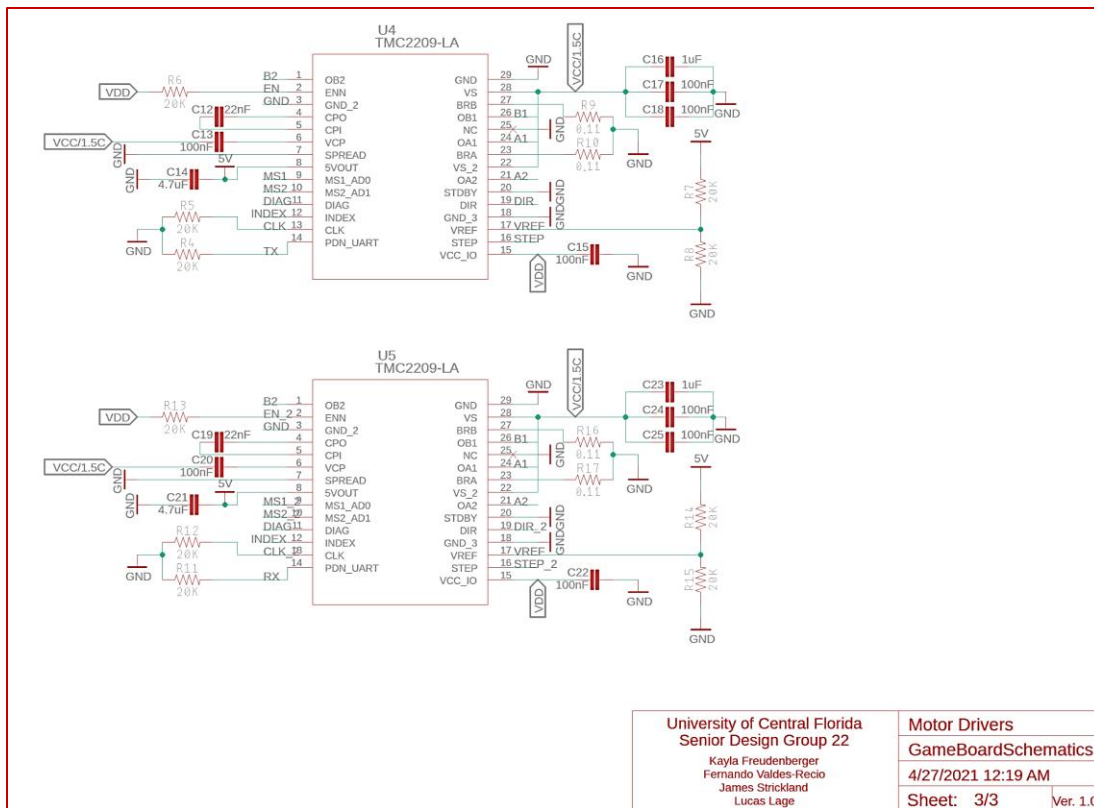 U4
TMC2209-LA
B2 1 OB2
EN 2 ENN
GND 3 GND_2
4 CPO
5 CPI
6 VCP
7 SPREAD
8 5VOUT
MS1 9 MS1_AD0
MS2 10 MS2_AD1
DIAG 11 DIAG
INDEX 12 INDEX
CLK 13 CLK
TX 14 PDN_UART
GND 29
VS 28
BRB 27
OB1 26 B1
NC 25
OA1 24 A1
BRA 23
VS_2 22
OA2 21 A2
STDBY 20
DIR 19 DIR
GND_3 18
VREF 17 VREF
STEP 16 STEP
VCC_IO 15
VDD
R6
20K
C12 22nF
C13
100nF
VCC/1.5C
GND
5V
C14
4.7uF
GND
R5
20K
R4
20K
GND
GND
VCC/1.5C
C16 1uF
C17 100nF
C18 100nF
GND
R9
0.11
R10
0.11
GND
GND
GND
GND
5V
R7
20K
R8
20K
GND
C15
100nF
GND
VDD
U5
TMC2209-LA
B2 1 OB2
EN_2 2 ENN
GND 3 GND_2
4 CPO
5 CPI
6 VCP
7 SPREAD
8 5VOUT
MS1_2 9 MS1_AD0
MS2_2 10 MS2_AD1
DIAG 11 DIAG
INDEX 12 INDEX
CLK_2 13 CLK
RX 14 PDN_UART
GND 29
VS 28
BRB 27
OB1 26 B1
NC 25
OA1 24 A1
BRA 23
VS_2 22
OA2 21 A2
STDBY 20
DIR 19 DIR_2
GND_3 18
VREF 17 VREF
STEP 16 STEP_2
VCC_IO 15
VDD
R13
20K
C19 22nF
C20
100nF
VCC/1.5C
GND
5V
C21
4.7uF
GND
R12
20K
R11
20K
GND
GND
VCC/1.5C
C23 1uF
C24 100nF
C25 100nF
GND
R16
0.11
R17
0.11
GND
GND
GND
GND
5V
R14
20K
R15
20K
GND
C22
100nF
GND
VDD
University of Central Florida
Senior Design Group 22
Kayla Freudenberger
Fernando Valdes-Recio
James Strickland
Lucas Lage
Motor Drivers
GameBoardSchematics
4/27/2021 12:19 AM
Sheet: 3/3
Ver. 1.0